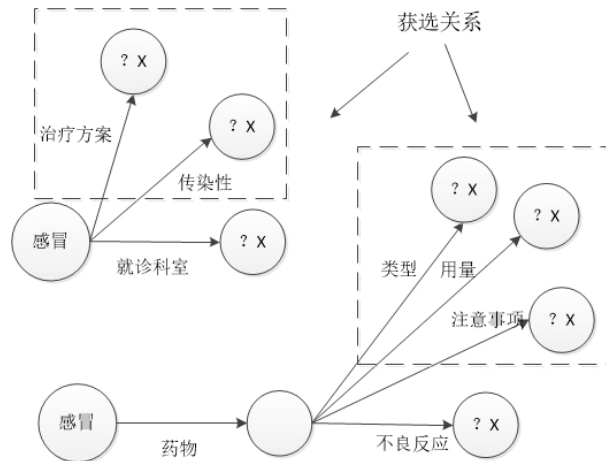 获选关系
? X
治疗方案
? X
传染性
感冒
? X
就诊科室
? X
? X
类型
用量
注意事项
? X
感冒
药物
不良反应
? X